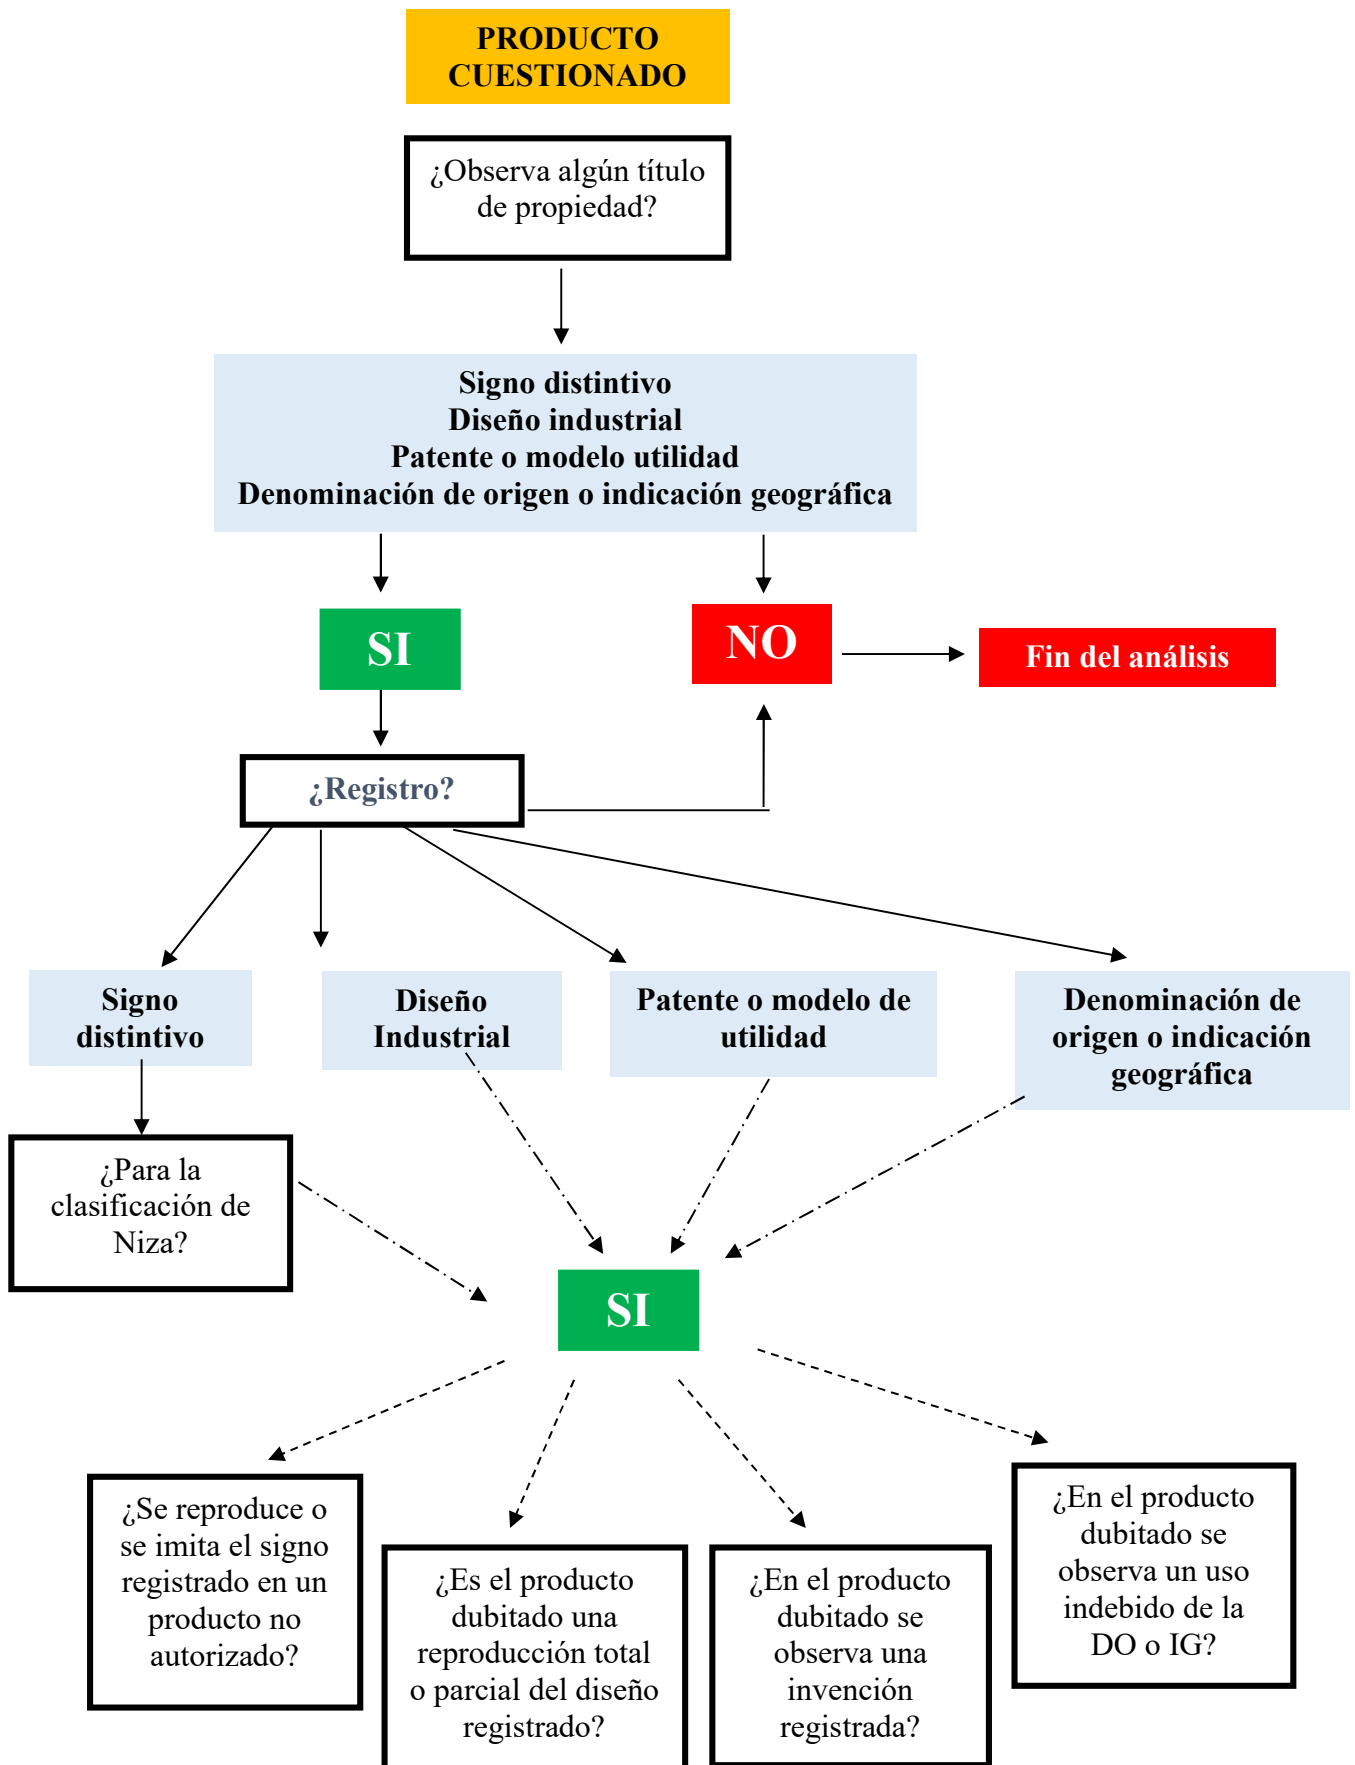 PRODUCTO
CUESTIONADO
¿Observa algún título
de propiedad?
Signo distintivo
Diseño industrial
Patente o modelo utilidad
Denominación de origen o indicación geográfica
SI
NO
Fin del análisis
¿Registro?
Signo
distintivo
Diseño
Industrial
Patente o modelo de
utilidad
Denominación de
origen o indicación
geográfica
¿Para la
clasificación de
Niza?
SI
¿Se reproduce o
se imita el signo
registrado en un
producto no
autorizado?
¿Es el producto
dubitado una
reproducción total
o parcial del diseño
registrado?
¿En el producto
dubitado se
observa una
invención
registrada?
¿En el producto
dubitado se
observa un uso
indebido de la
DO o IG?